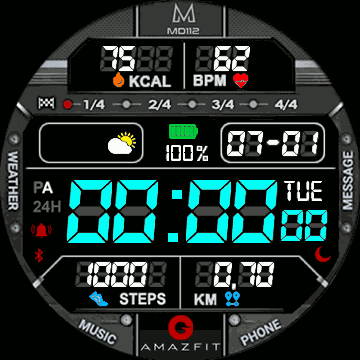 M
MD112
75 62
KCAL BPM
1/4 2/4 3/4 4/4
100% 07-01
WEATHER
MESSAGE
PA 00:00 TUE
24H 00
1000 0,70
STEPS KM
MUSIC PHONE
AMAZFIT